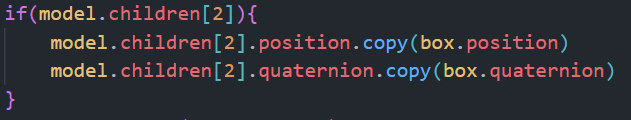 if(model.children[2]){
    model.children[2].position.copy(box.position)
    model.children[2].quaternion.copy(box.quaternion)
}